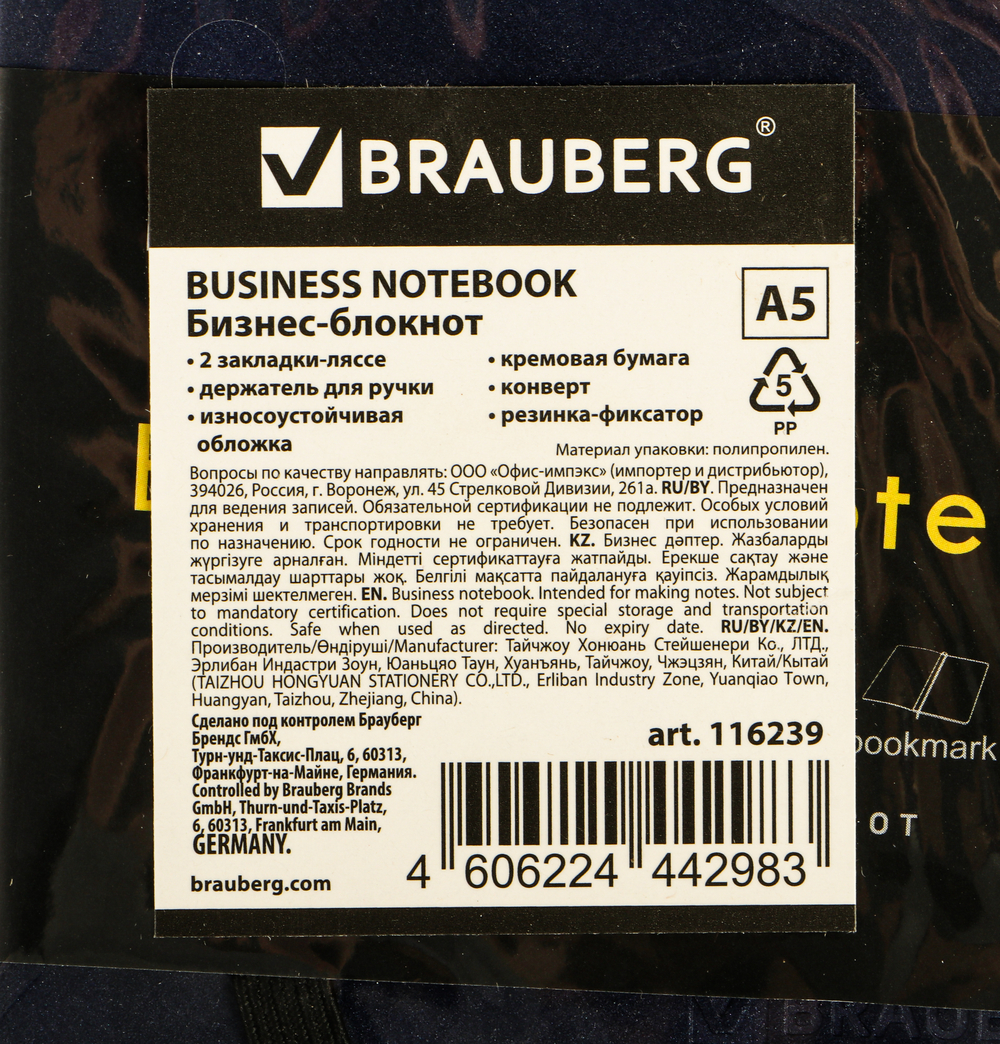 BRAUBERG®
BUSINESS NOTEBOOK
Бизнес-блокнот
A5
• 2 закладки-ляссе
• держатель для ручки
• износоустойчивая
обложка
• кремовая бумага
• конверт
• резинка-фиксатор
5
PP
Материал упаковки: полипропилен.
Вопросы по качеству направлять: ООО «Офис-импэкс» (импортер и дистрибьютор),
394026, Россия, г. Воронеж, ул. 45 Стрелковой Дивизии, 261а. RU/BY. Предназначен
для ведения записей. Обязательной сертификации не подлежит. Особых условий
хранения и транспортировки не требует. Безопасен при использовании
по назначению. Срок годности не ограничен. KZ. Бизнес дәптер. Жазбаларды
жүргізуге арналған. Міндетті сертификаттауға жатпайды. Ерекше сақтау және
тасымалдау шарттары жоқ. Белгілі мақсатта пайдалануға қауіпсіз. Жарамдылық
мерзімі шектелмеген. EN. Business notebook. Intended for making notes. Not subject
to mandatory certification. Does not require special storage and transportation
conditions. Safe when used as directed. No expiry date. RU/BY/KZ/EN.
Производитель/Өндіруші/Manufacturer: Тайчжоу Хонюань Стейшенери Ко., ЛТД.,
Эрлибан Индастри Зоун, Юаньцяо Таун, Хуанъянь, Тайчжоу, Чжэцзян, Китай/Кытай
(TAIZHOU HONGYUAN STATIONERY CO.,LTD., Erliban Industry Zone, Yuanqiao Town,
Huangyan, Taizhou, Zhejiang, China).
Сделано под контролем Брауберг
Брендс ГмбХ,
Турн-унд-Таксис-Плац, 6, 60313,
Франкфурт-на-Майне, Германия.
Controlled by Brauberg Brands
GmbH, Thurn-und-Taxis-Platz,
6, 60313, Frankfurt am Main,
GERMANY.
brauberg.com
art. 116239
4 606224 442983
te
bookmark
ОТ
BRAUB